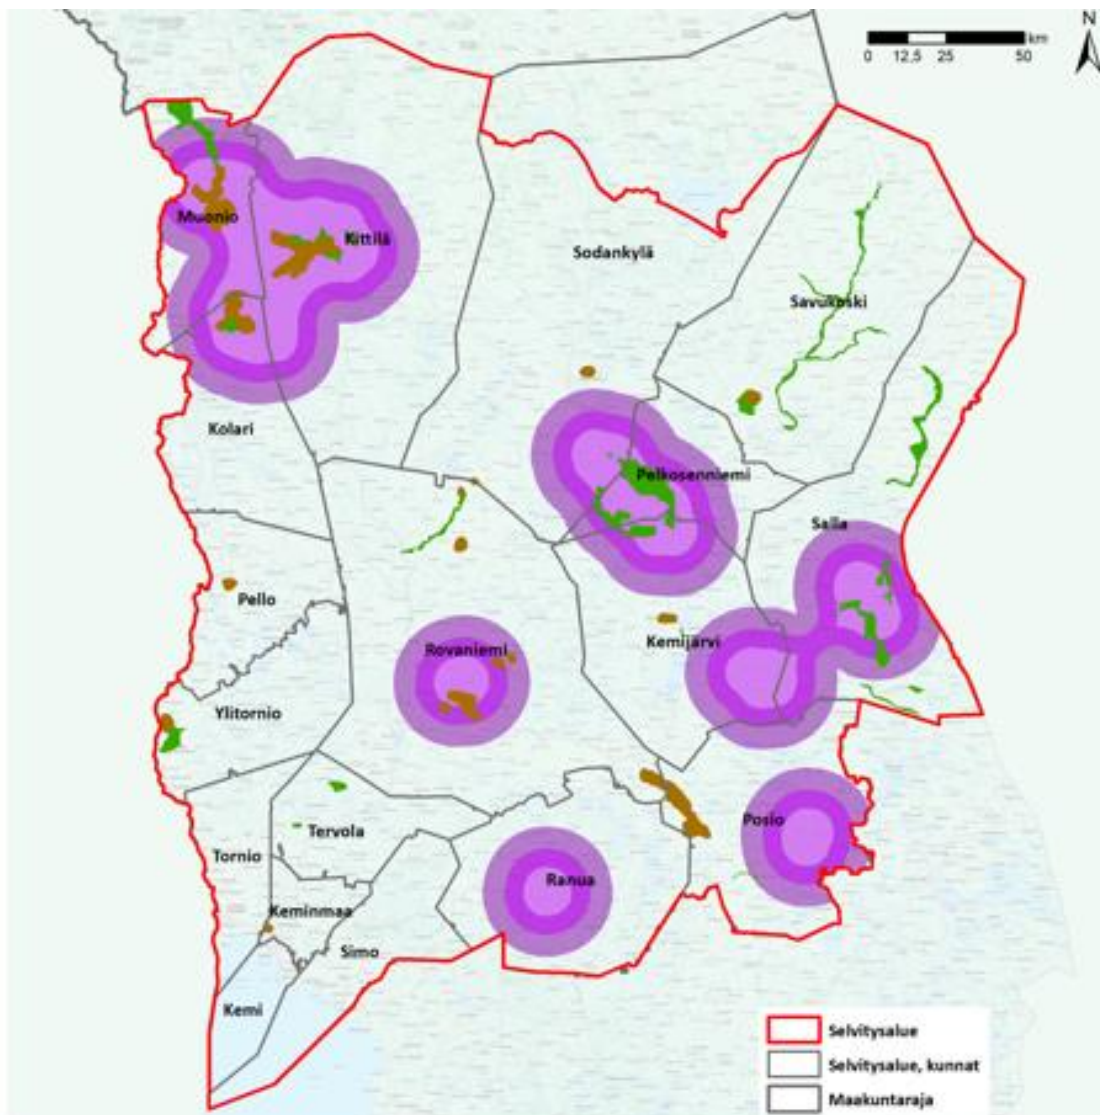 N
km
0 12,5 25 50
Muonio
Kittilä
Sodankylä
Savukoski
Kolari
Pelkosenniemi
Salla
Pello
Kemijärvi
Rovaniemi
Ylitornio
Posio
Tervola
Tornio
Ranua
Keminmaa
Simo
Kemi
Selvitysalue
Selvitysalue, kunnat
Maakuntaraja